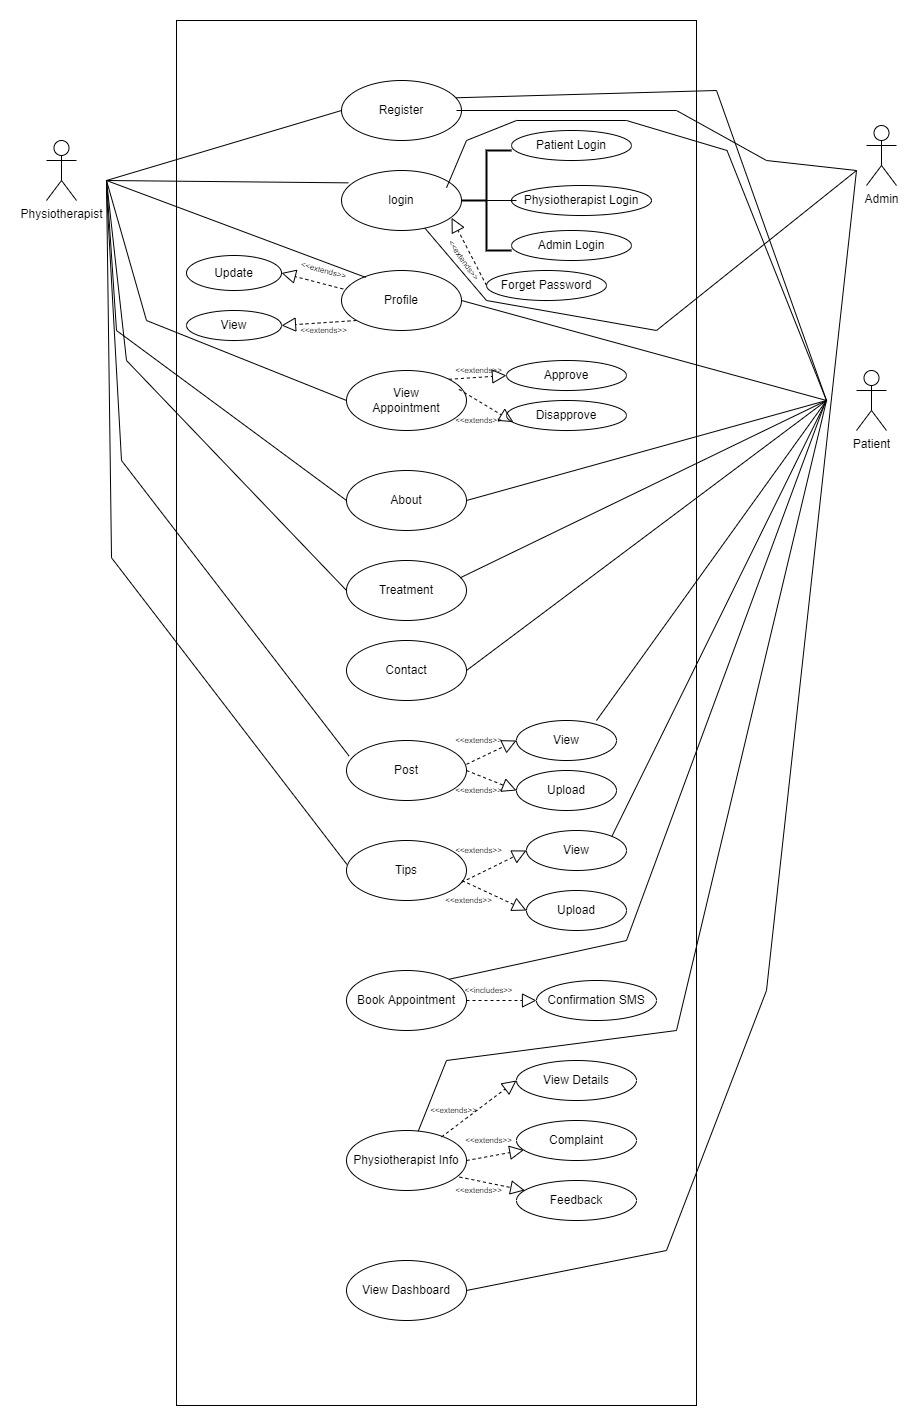 Register
Patient Login
Physiotherapist
Admin
login
Physiotherapist Login
Admin Login
<<extends>>
<<extends>>
Update
Forget Password
Profile
View
<<extends>>
<<extends>>
Approve
View
Appointment
Disapprove
<<extends>>
Patient
About
Treatment
Contact
<<extends>>
View
Post
<<extends>>
Upload
<<extends>>
View
Tips
<<extends>>
Upload
<<includes>>
Book Appointment
Confirmation SMS
View Details
<<extends>>
<<extends>>
Complaint
Physiotherapist Info
<<extends>>
Feedback
View Dashboard